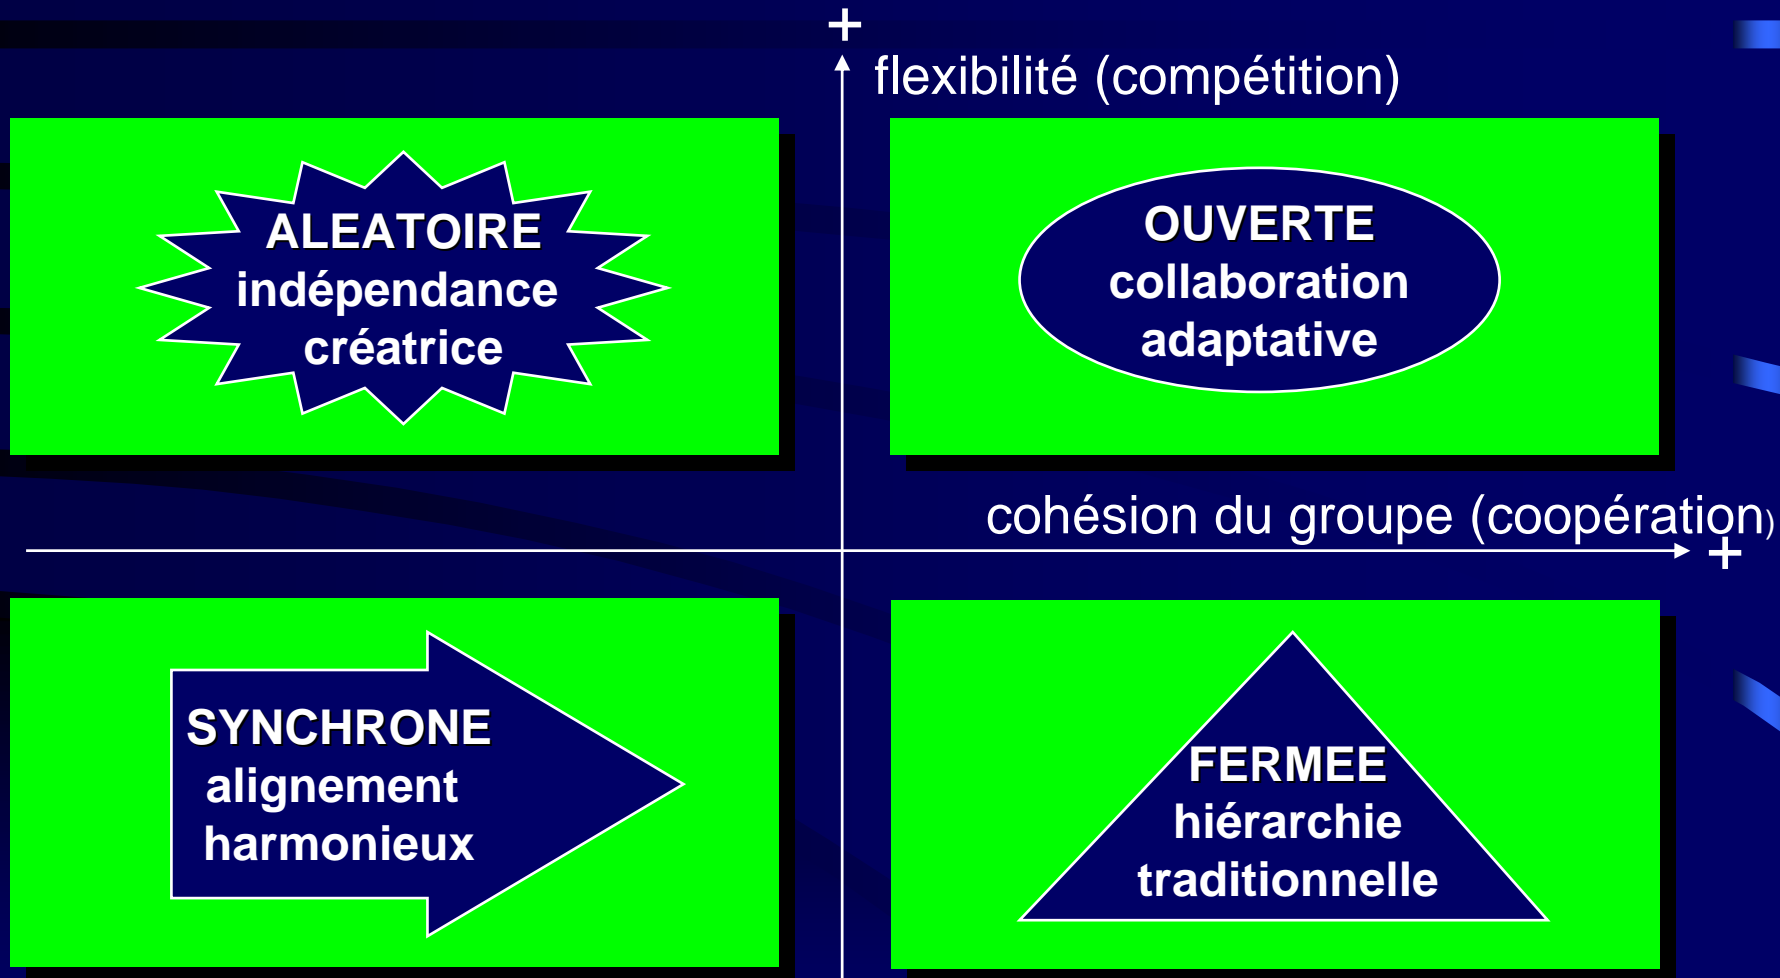 +
flexibilité (compétition)
ALEATOIRE
indépendance
créatrice
OUVERTE
collaboration
adaptative
cohésion du groupe (coopération)
+
SYNCHRONE
alignement
harmonieux
FERMEE
hiérarchie
traditionnelle